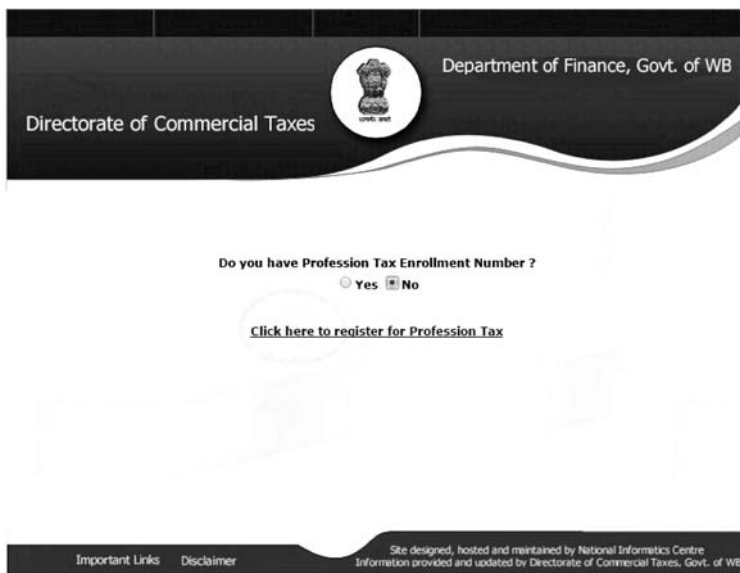 Department of Finance, Govt. of WB
Directorate of Commercial Taxes
Do you have Profession Tax Enrollment Number ?
Yes No
Click here to register for Profession Tax
Important Links Disclaimer
Site designed, hosted and maintained by National Informatics Centre
Information provided and updated by Directorate of Commercial Taxes, Govt. of WB